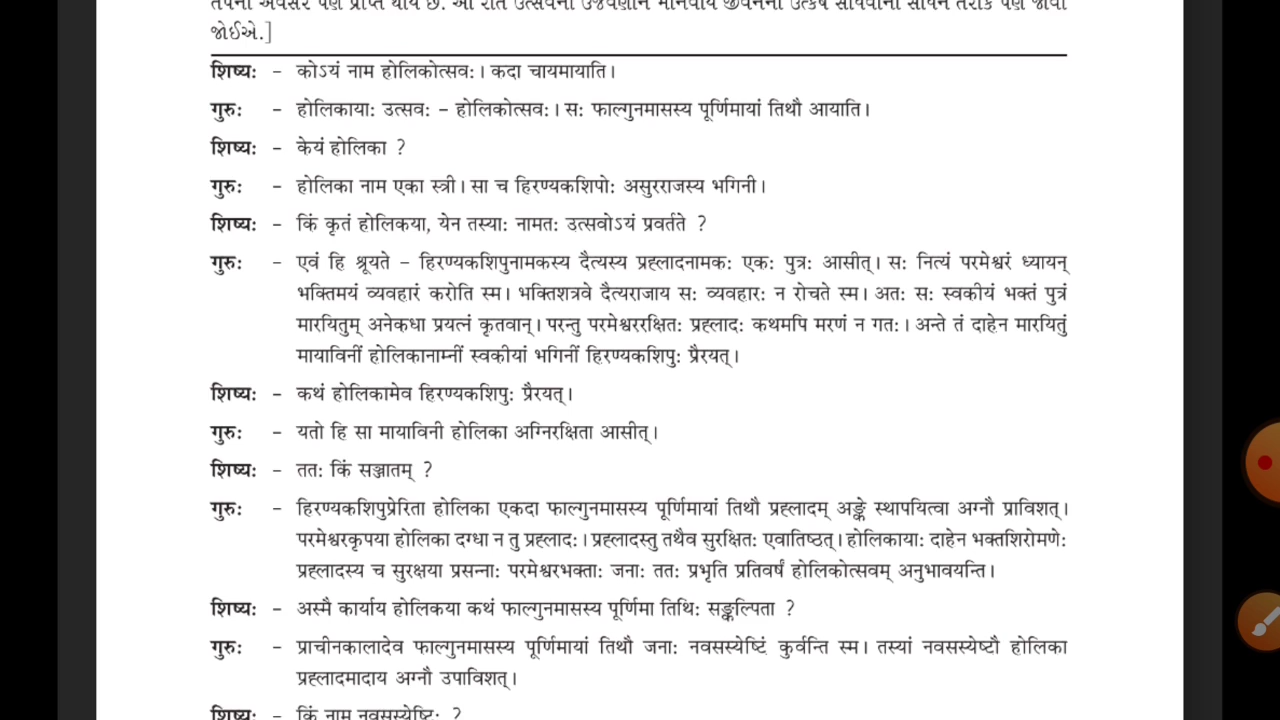 જોઈએ.]
शिष्यः - कोऽयं नाम होलिकोत्सवः। कदा चायमायाति।
गुरुः - होलिकायाः उत्सवः – होलिकोत्सवः। सः फाल्गुनमासस्य पूर्णिमायां तिथौ आयाति।
शिष्यः - केयं होलिका ?
गुरुः - होलिका नाम एका स्त्री। सा च हिरण्यकशिपोः असुरराजस्य भगिनी।
शिष्यः - किं कृतं होलिकया, येन तस्याः नामतः उत्सवोऽयं प्रवर्तते ?
गुरुः - एवं हि श्रूयते – हिरण्यकशिपुनामकस्य दैत्यस्य प्रह्लादनामकः एकः पुत्रः आसीत्। सः नित्यं परमेश्वरं ध्यायन्
भक्तिमयं व्यवहारं करोति स्म। भक्तिशत्रवे दैत्यराजाय सः व्यवहारः न रोचते स्म। अतः सः स्वकीयं भक्तं पुत्रं
मारयितुम् अनेकधा प्रयत्नं कृतवान्। परन्तु परमेश्वररक्षितः प्रह्लादः कथमपि मरणं न गतः। अन्ते तं दाहेन मारयितुं
मायाविनीं होलिकानाम्नीं स्वकीयां भगिनीं हिरण्यकशिपुः प्रैरयत्।
शिष्यः - कथं होलिकामेव हिरण्यकशिपुः प्रैरयत्।
गुरुः - यतो हि सा मायाविनी होलिका अग्निरक्षिता आसीत्।
शिष्यः - ततः किं सञ्जातम् ?
गुरुः - हिरण्यकशिपुप्रेरिता होलिका एकदा फाल्गुनमासस्य पूर्णिमायां तिथौ प्रह्लादम् अङ्के स्थापयित्वा अग्नौ प्राविशत्।
परमेश्वरकृपया होलिका दग्धा न तु प्रह्लादः। प्रह्लादस्तु तथैव सुरक्षितः एवातिष्ठत्। होलिकायाः दाहेन भक्तशिरोमणेः
प्रह्लादस्य च सुरक्षया प्रसन्नाः परमेश्वरभक्ताः जनाः ततः प्रभृति प्रतिवर्षं होलिकोत्सवम् अनुभावयन्ति।
शिष्यः - अस्मै कार्याय होलिकया कथं फाल्गुनमासस्य पूर्णिमा तिथिः सङ्कल्पिता ?
गुरुः - प्राचीनकालादेव फाल्गुनमासस्य पूर्णिमायां तिथौ जनाः नवसस्येष्टिं कुर्वन्ति स्म। तस्यां नवसस्येष्टौ होलिका
प्रह्लादमादाय अग्नौ उपाविशत्।
शिष्यः - किं नाम नवसस्येष्टिः ?